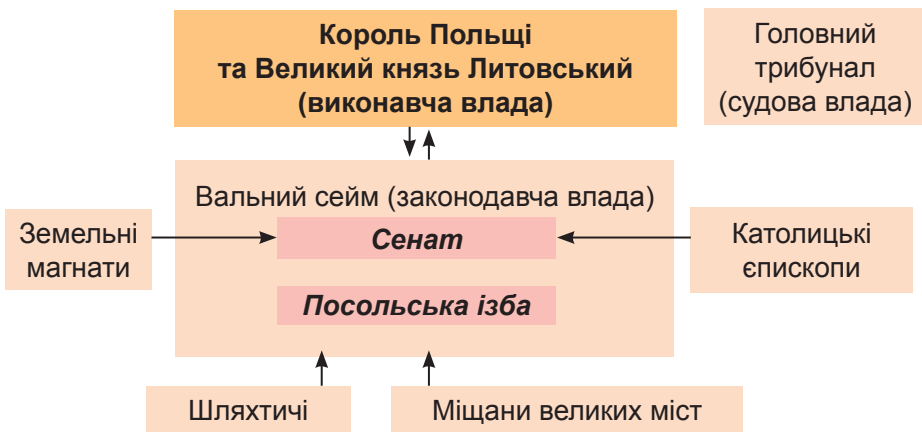 Король Польщі
та Великий князь Литовський
(виконавча влада)
Головний
трибунал
(судова влада)
Вальний сейм (законодавча влада)
Земельні
магнати
Сенат
Католицькі
єпископи
Посольська ізба
Шляхтичі
Міщани великих міст